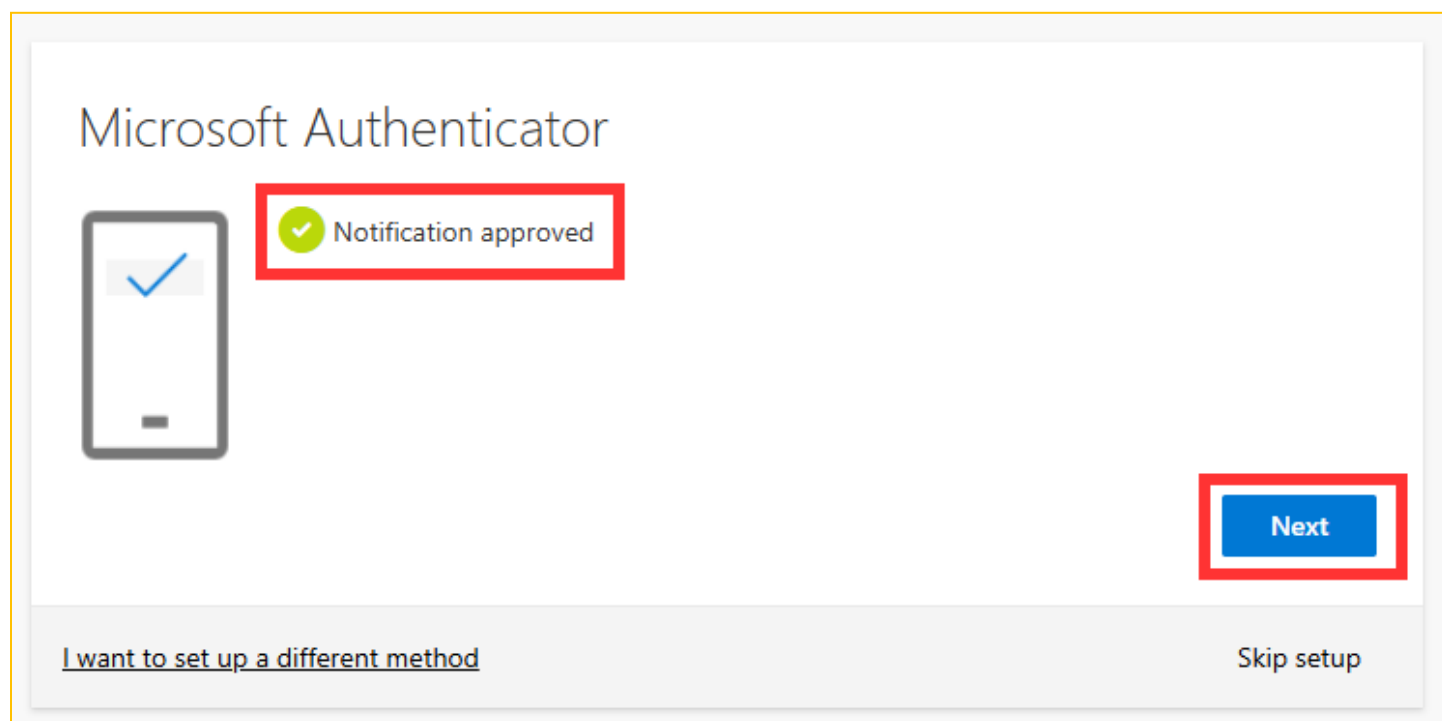 Microsoft Authenticator
Notification approved
Next
I want to set up a different method
Skip setup